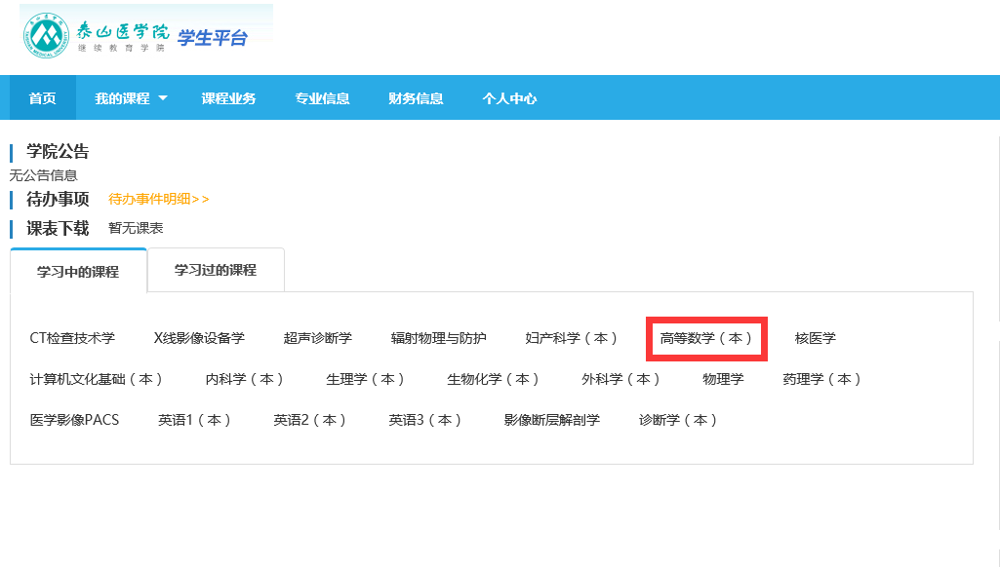 泰山医学院
继续教育学院
学生平台
首页 我的课程 课程业务 专业信息 财务信息 个人中心
学院公告
无公告信息
待办事项 待办事件明细>>
课表下载 暂无课表
学习中的课程 学习过的课程
CT检查技术学 X线影像设备学 超声诊断学 辐射物理与防护 妇产科学（本） 高等数学（本） 核医学
计算机文化基础（本） 内科学（本） 生理学（本） 生物化学（本） 外科学（本） 物理学 药理学（本）
医学影像PACS 英语1（本） 英语2（本） 英语3（本） 影像断层解剖学 诊断学（本）